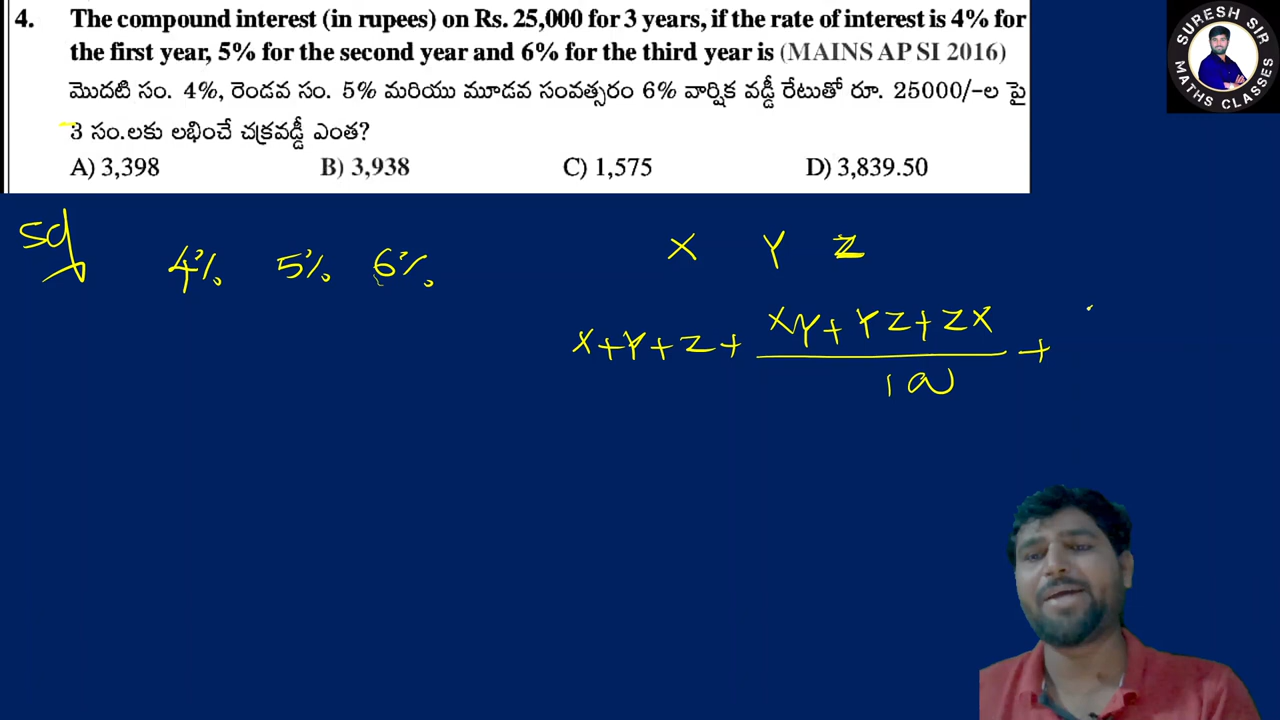 4. The compound interest (in rupees) on Rs. 25,000 for 3 years, if the rate of interest is 4% for
the first year, 5% for the second year and 6% for the third year is (MAINS AP SI 2016)
మొదటి సం. 4%, రెండవ సం. 5% మరియు మూడవ సంవత్సరం 6% వార్షిక వడ్డీ రేటుతో రూ. 25000/-ల పై
3 సం.లకు లభించే చక్రవడ్డీ ఎంత?
A) 3,398 B) 3,938 C) 1,575 D) 3,839.50
SURESH SIR
MATHS CLASSES
Sol
4% 5% 6%
X Y Z
X+Y+Z+ XY+YZ+ZX +
100